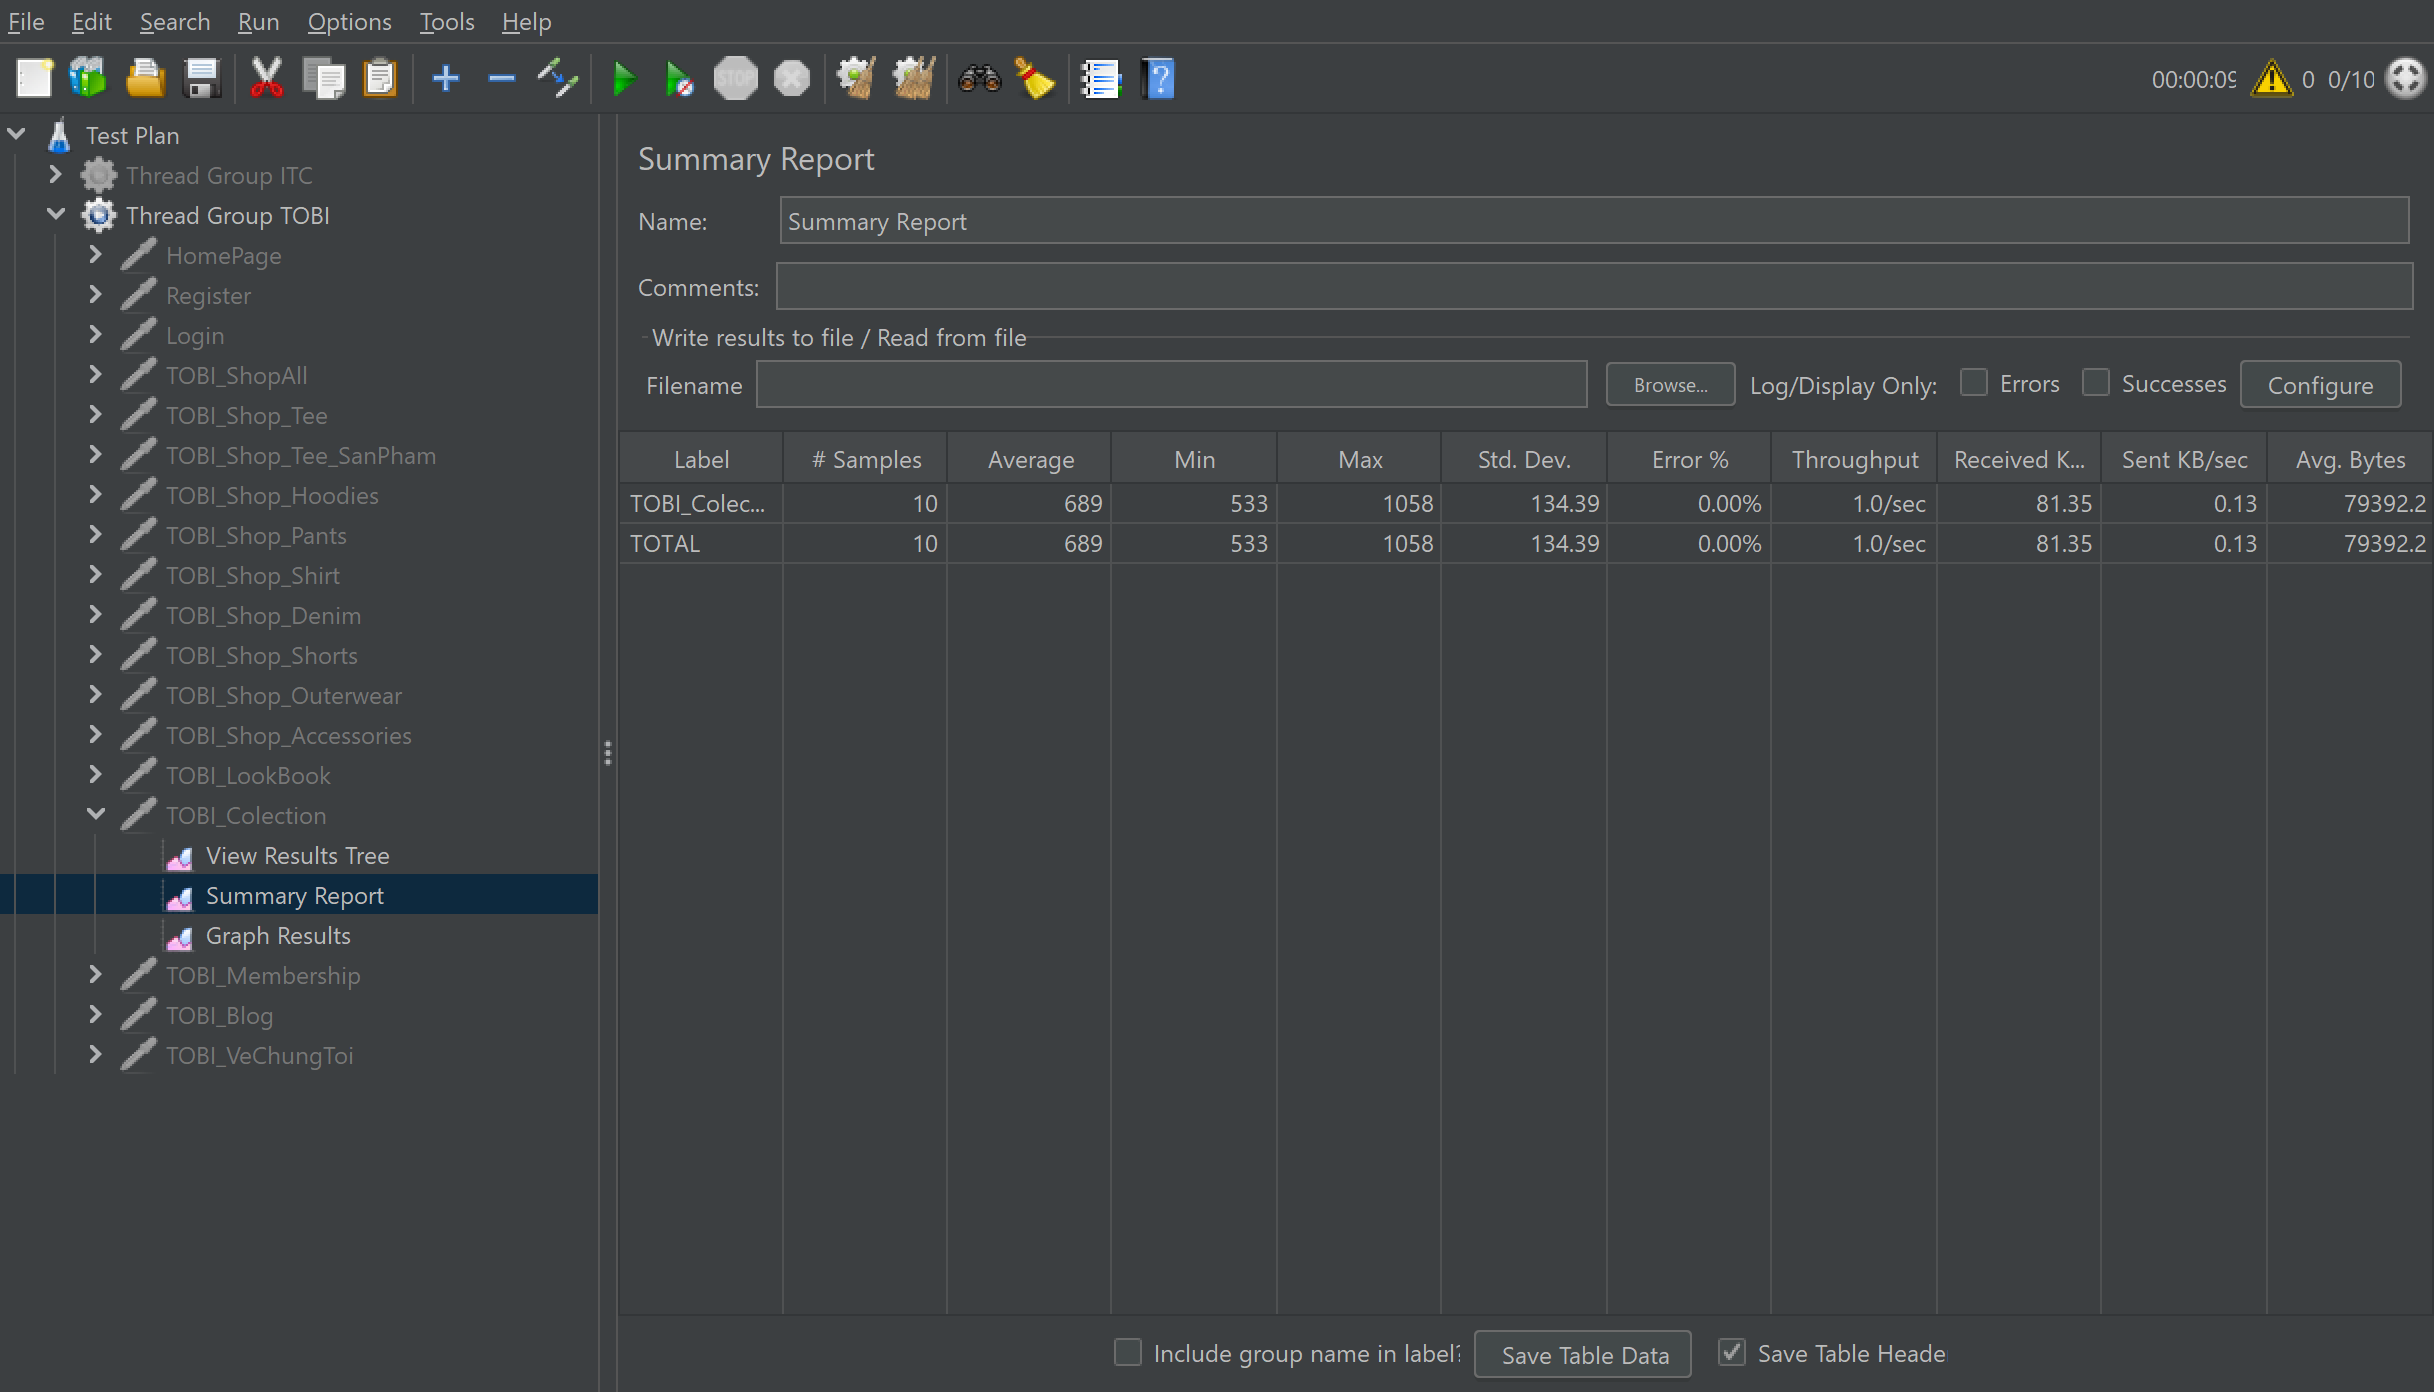 File Edit Search Run Options Tools Help
STOP
00:00:09 0 0/10
Test Plan
Thread Group ITC
Thread Group TOBI
HomePage
Register
Login
TOBI_ShopAll
TOBI_Shop_Tee
TOBI_Shop_Tee_SanPham
TOBI_Shop_Hoodies
TOBI_Shop_Pants
TOBI_Shop_Shirt
TOBI_Shop_Denim
TOBI_Shop_Shorts
TOBI_Shop_Outerwear
TOBI_Shop_Accessories
TOBI_LookBook
TOBI_Colection
View Results Tree
Summary Report
Graph Results
TOBI_Membership
TOBI_Blog
TOBI_VeChungToi
Summary Report
Name: Summary Report
Comments:
Write results to file / Read from file
Filename Browse... Log/Display Only: Errors Successes Configure
Label # Samples Average Min Max Std. Dev. Error % Throughput Received K... Sent KB/sec Avg. Bytes
TOBI_Colec... 10 689 533 1058 134.39 0.00% 1.0/sec 81.35 0.13 79392.2
TOTAL 10 689 533 1058 134.39 0.00% 1.0/sec 81.35 0.13 79392.2
Include group name in label? Save Table Data Save Table Heade